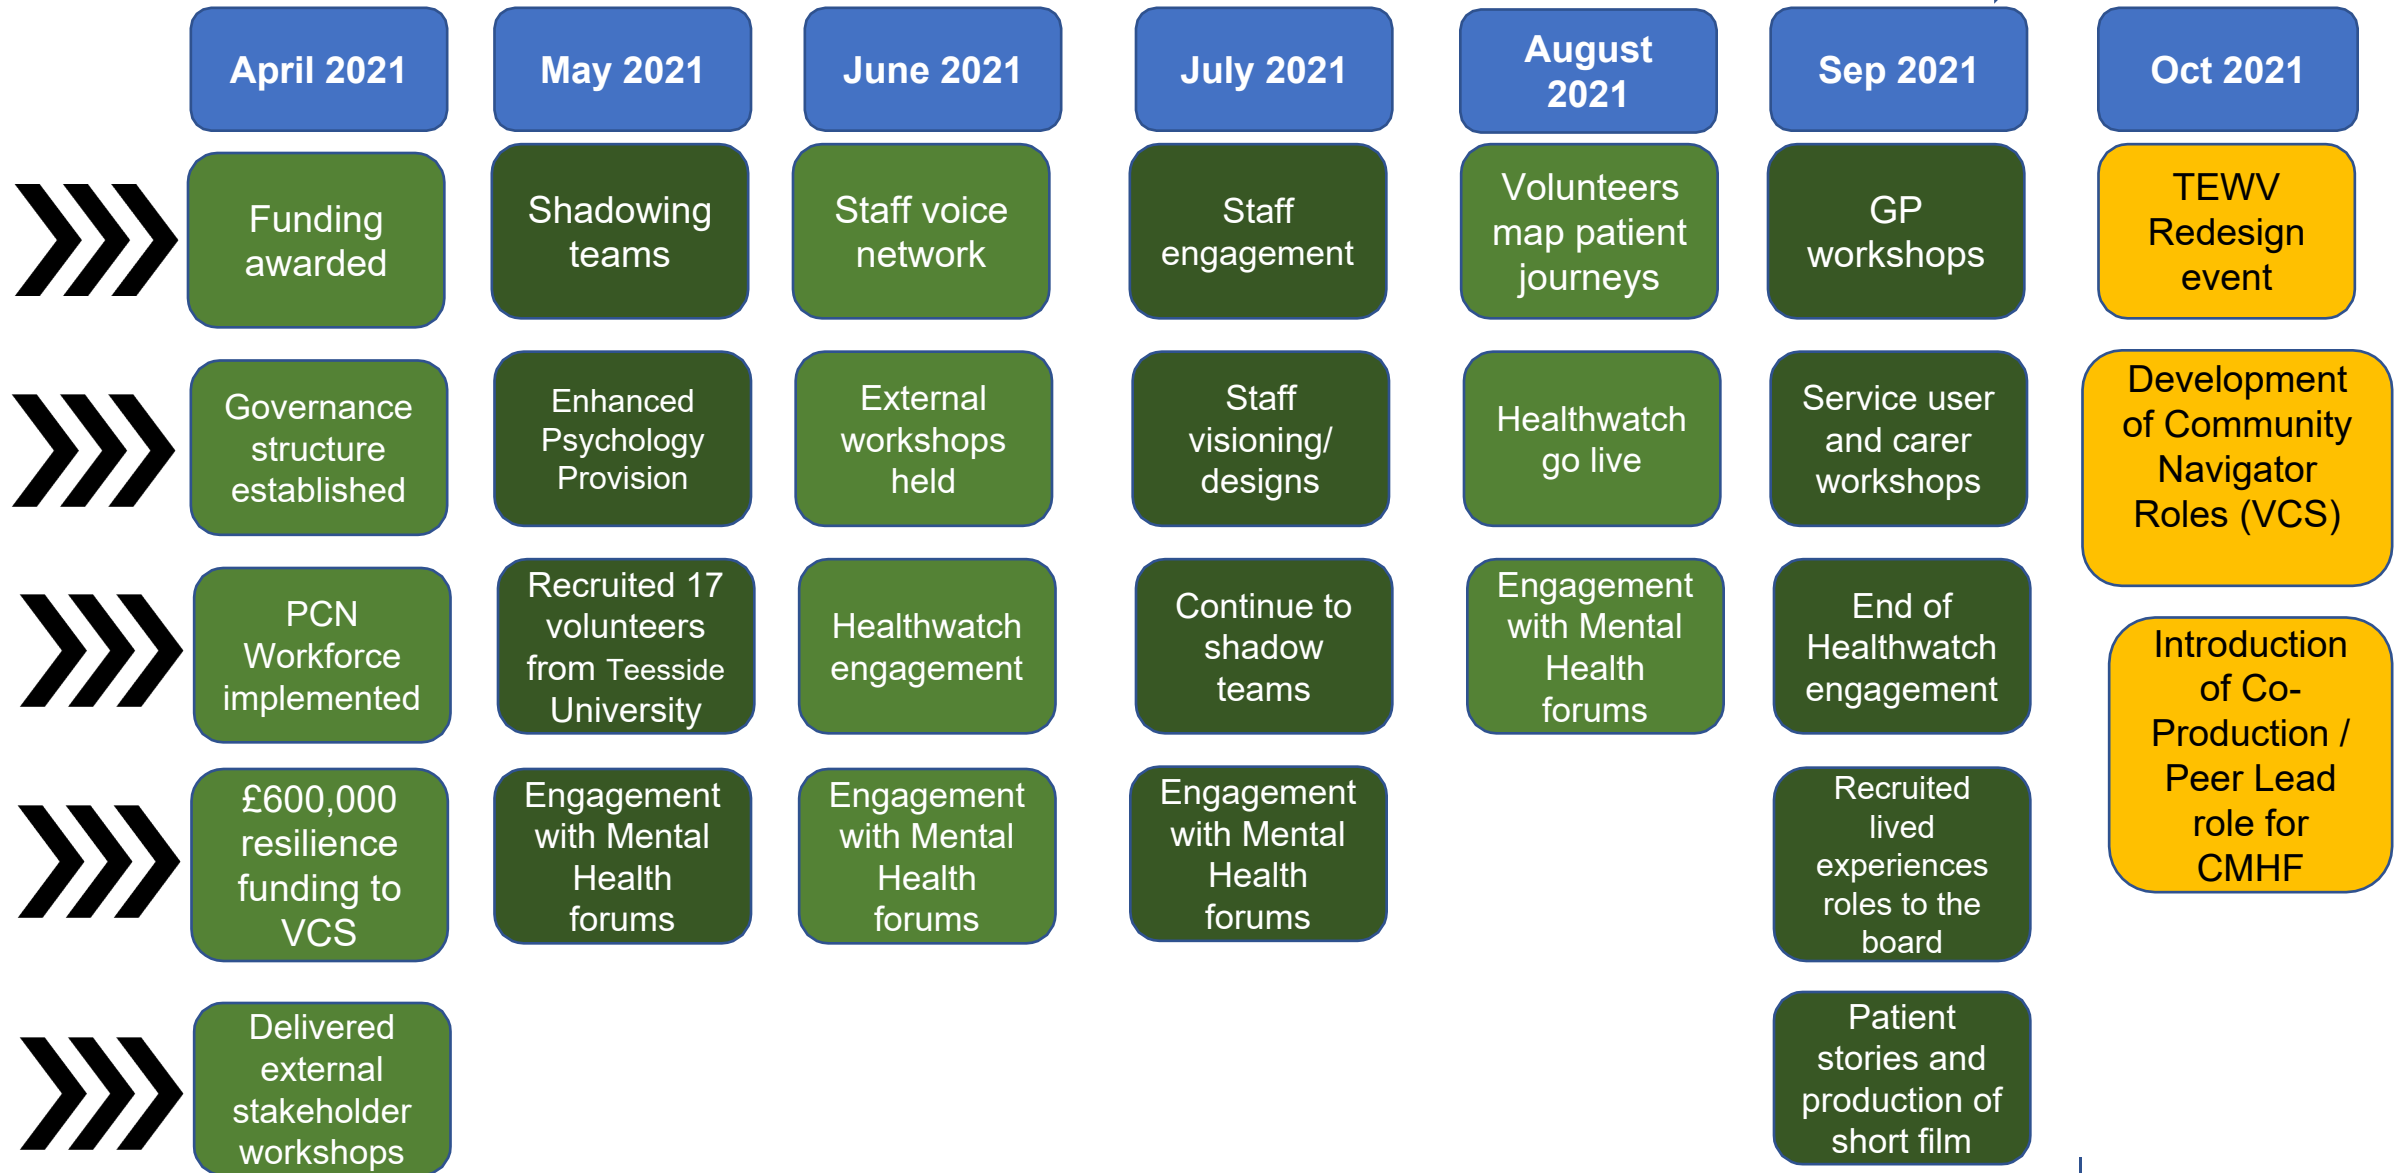 April 2021
May 2021
June 2021
July 2021
August
2021
Sep 2021
Oct 2021
Funding
awarded
Shadowing
teams
Staff voice
network
Staff
engagement
Volunteers
map patient
journeys
GP
workshops
TEWV
Redesign
event
Governance
structure
established
Enhanced
Psychology
Provision
External
workshops
held
Staff
visioning/
designs
Healthwatch
go live
Service user
and carer
workshops
Development
of Community
Navigator
Roles (VCS)
PCN
Workforce
implemented
Recruited 17
volunteers
from Teesside
University
Healthwatch
engagement
Continue to
shadow
teams
Engagement
with Mental
Health
forums
End of
Healthwatch
engagement
Introduction
of Co-
Production /
Peer Lead
role for
CMHF
£600,000
resilience
funding to
VCS
Engagement
with Mental
Health
forums
Engagement
with Mental
Health
forums
Engagement
with Mental
Health
forums
Recruited
lived
experiences
roles to the
board
Delivered
external
stakeholder
workshops
Patient
stories and
production of
short film